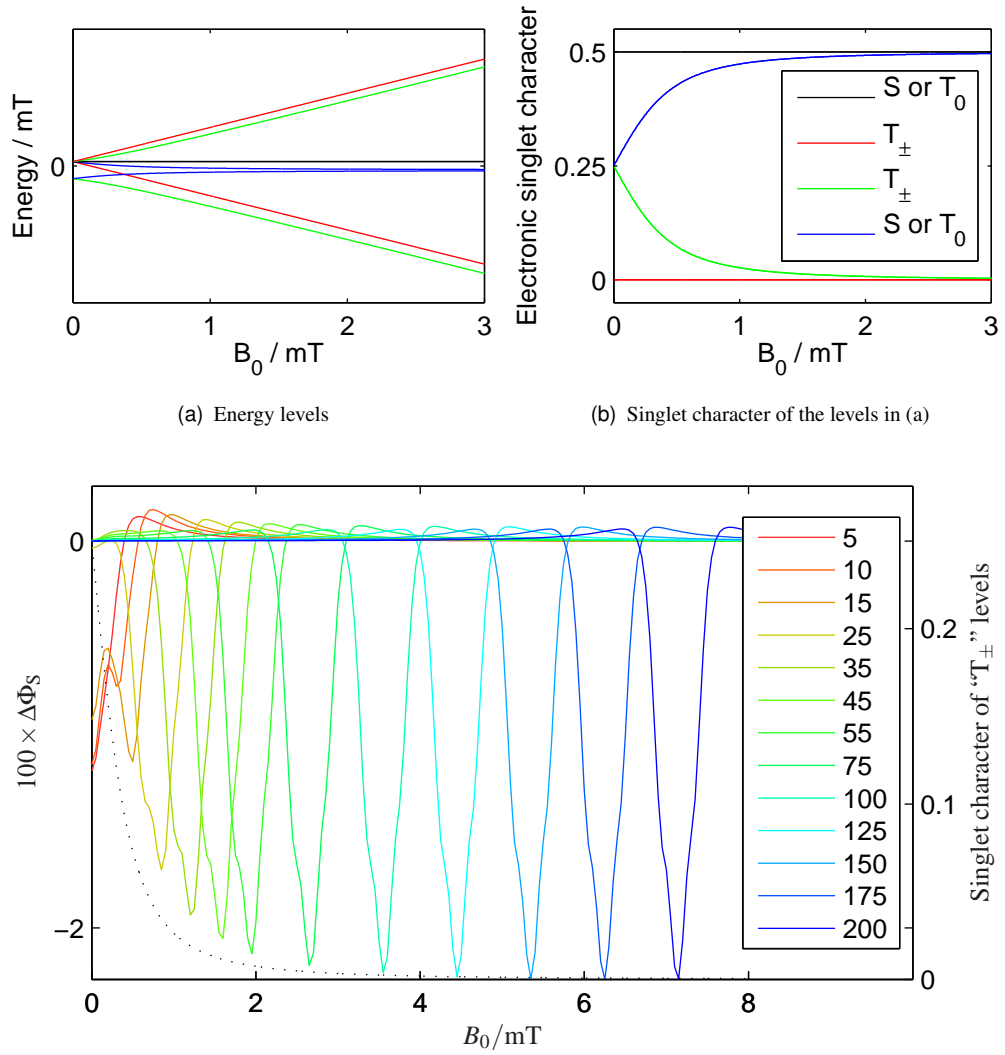 Energy / mT
0
0
1
2
3
B0 / mT
(a) Energy levels
Electronic singlet character
0.5
0.25
0
S or T0
T±
T±
S or T0
0
1
2
3
B0 / mT
(b) Singlet character of the levels in (a)
100 × ΔΦS
0
−2
5
10
15
25
35
45
55
75
100
125
150
175
200
0.2
0.1
0
Singlet character of “T±” levels
0
2
4
6
8
B0/mT